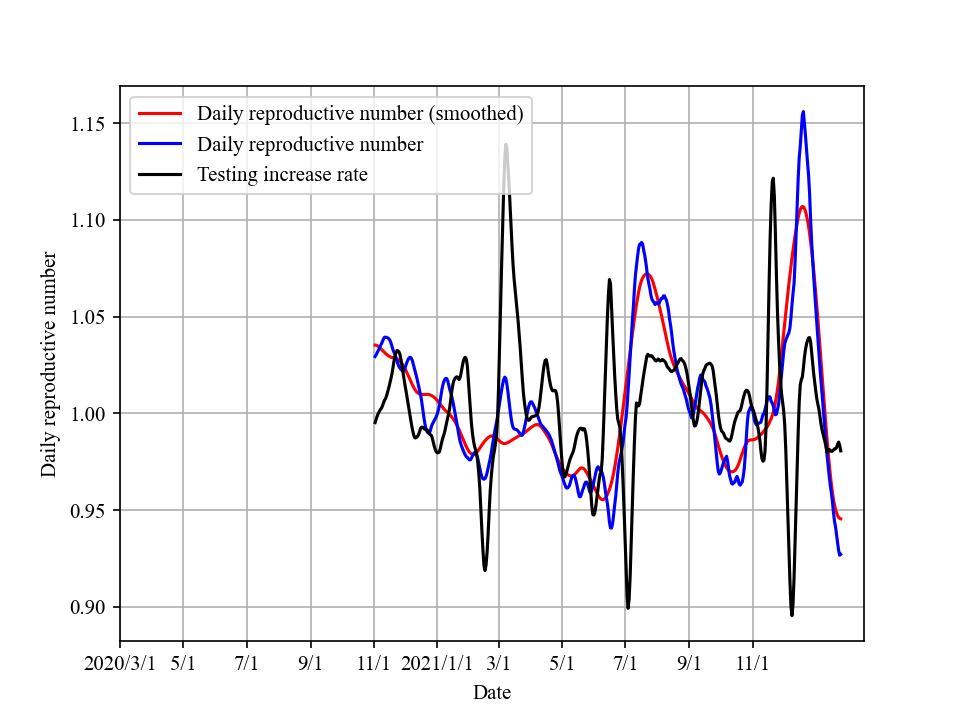 Daily reproductive number (smoothed)
Daily reproductive number
Testing increase rate
Daily reproductive number
1.15
1.10
1.05
1.00
0.95
0.90
2020/3/1 5/1 7/1 9/1 11/1 2021/1/1 3/1 5/1 7/1 9/1 11/1
Date